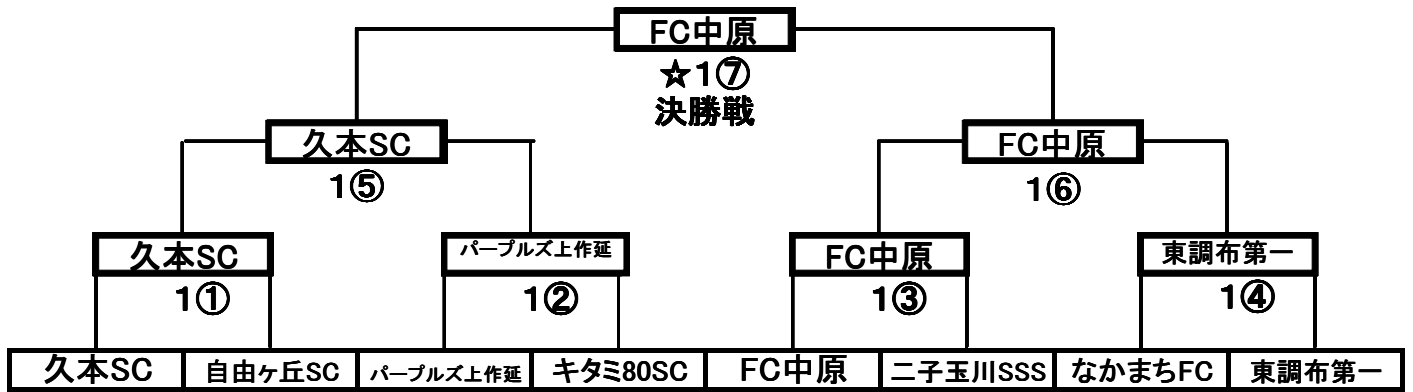 FC中原
☆1⑦
決勝戦
久本SC
FC中原
1⑤
1⑥
久本SC
パープルズ上作延
FC中原
東調布第一
1①
1②
1③
1④
久本SC
自由ヶ丘SC
パープルズ上作延
キタミ80SC
FC中原
二子玉川SSS
なかまちFC
東調布第一